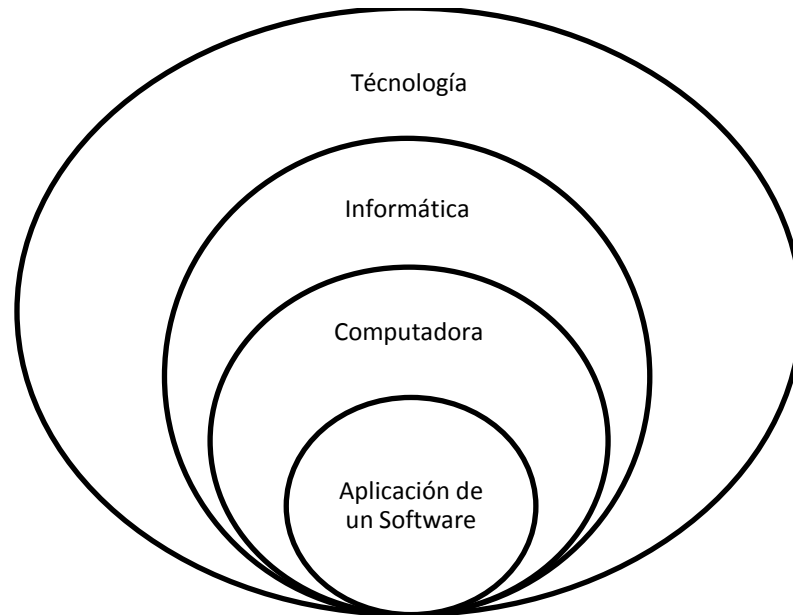 Técnología
Informática
Computadora
Aplicación de
un Software